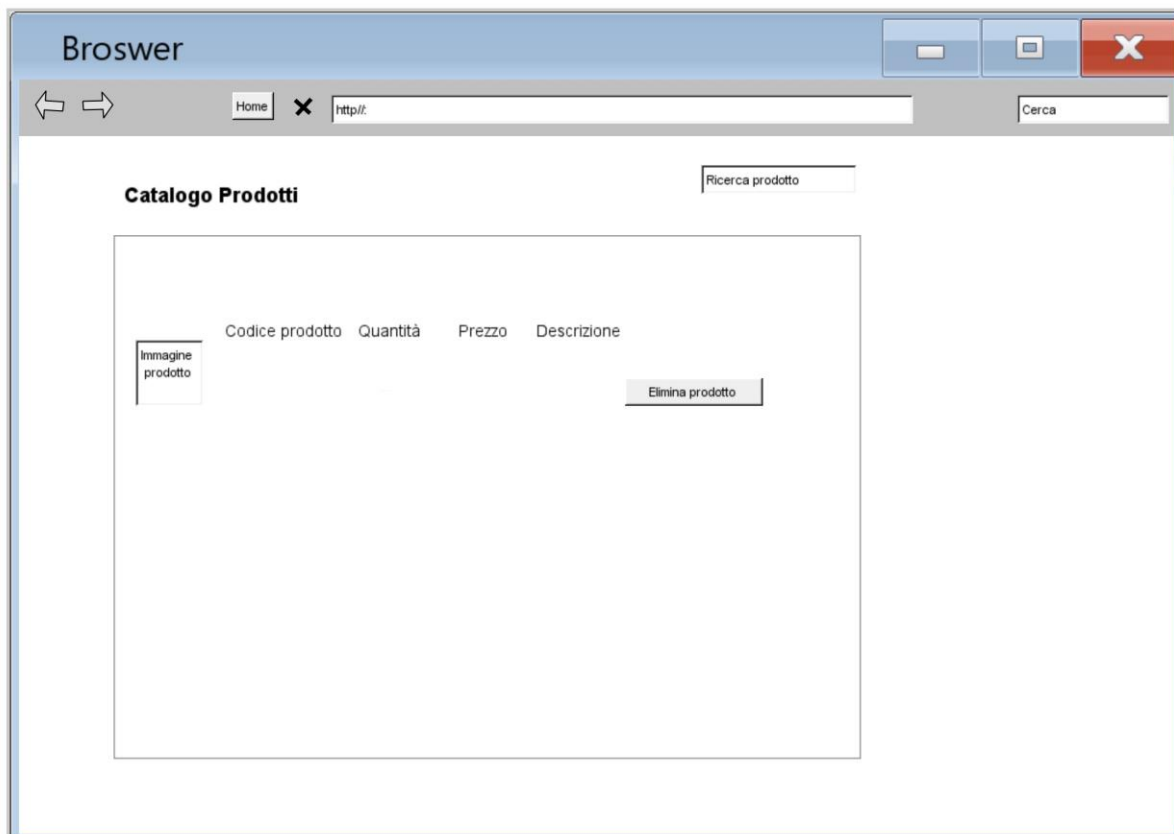 Broswer
Home
http//:
Cerca
Ricerca prodotto
Catalogo Prodotti
Codice prodotto Quantità Prezzo Descrizione
Immagine
prodotto
Elimina prodotto